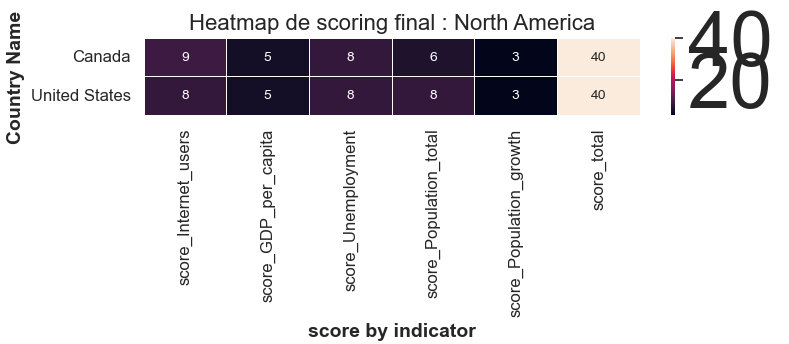 Heatmap de scoring final : North America
Country Name
Canada 9 5 8 6 3 40
United States 8 5 8 8 3 40
score_Internet_users
score_GDP_per_capita
score_Unemployment
score_Population_total
score_Population_growth
score_total
score by indicator
40
20